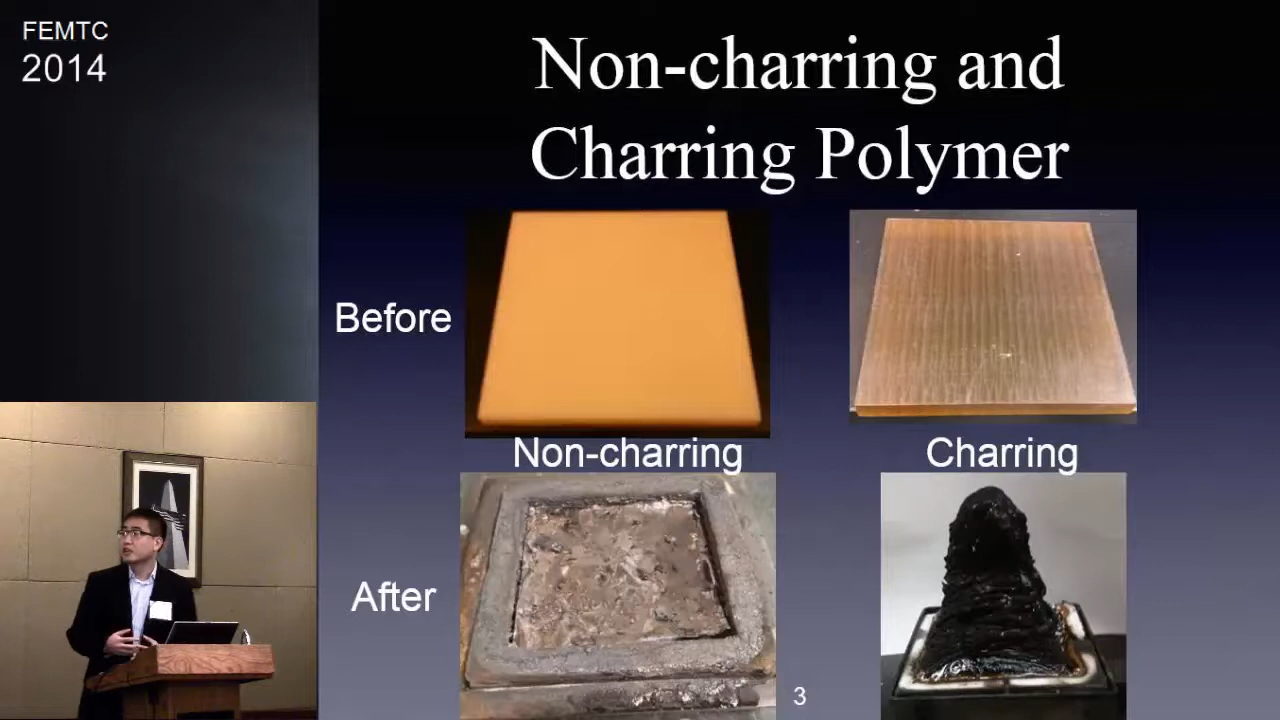 FEMTC
2014
Non-charring and
Charring Polymer
Before
Non-charring
Charring
After
3